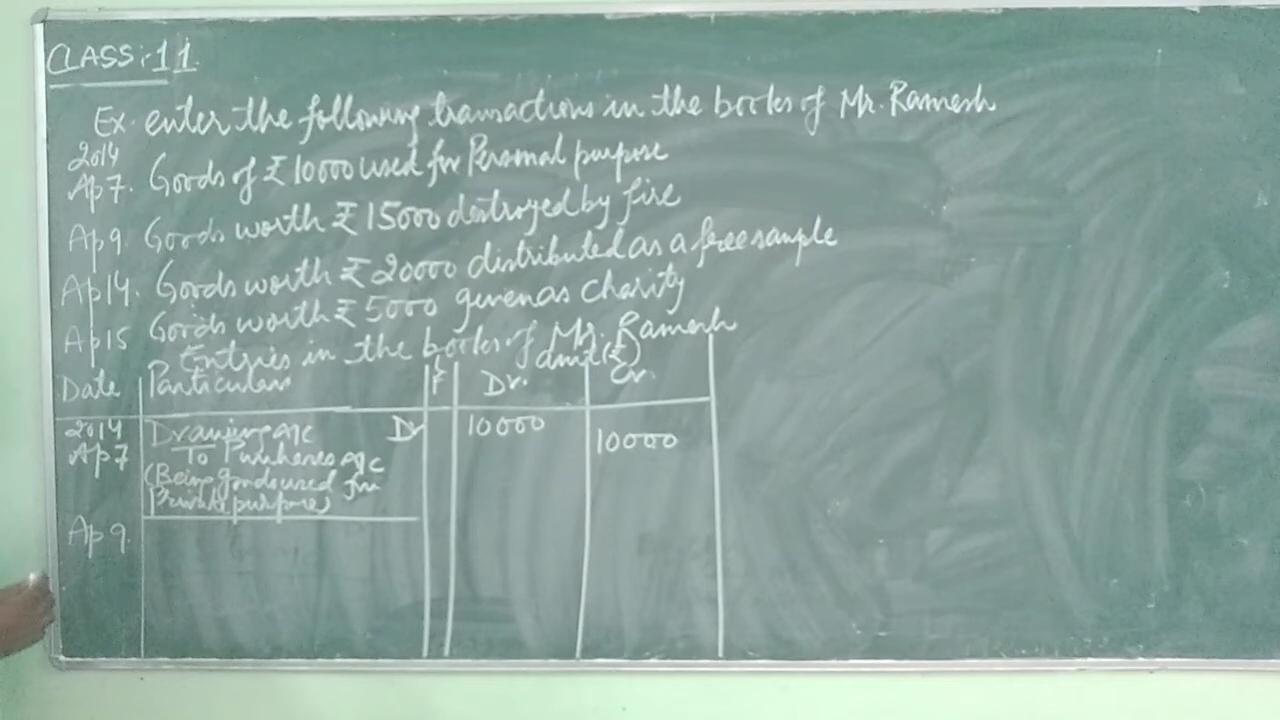 CLASS:-11.
Ex. enter the following transactions in the books of Mr. Ramesh
2014
Ap 7. Goods of ₹ 10000 used for Personal purpose
Ap 9. Goods worth ₹ 15000 destroyed by fire
Ap 14. Goods worth ₹ 20000 distributed as a free sample
Ap 15 Goods worth ₹ 5000 given as charity
Entries in the books of Mr. Ramesh
amt (₹)
Date Particulars L F Dr. Cr.
2014 Drawing a/c Dr 10000
Ap 7 To Purchases a/c 10000
(Being goods used for
Private purpose)
Ap 9.